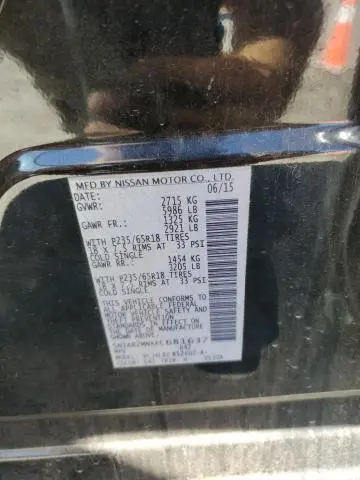 MFD BY NISSAN MOTOR CO., LTD.
DATE: 06/15
GVWR: 2715 KG
5986 LB
GAWR FR: 1325 KG
2921 LB
WITH P235/65R18 TIRES
18 X 7.5 RIMS AT 33 PSI
COLD SINGLE
GAWR RR: 1454 KG
3205 LB
WITH P235/65R18 TIRES
18 X 7.5 RIMS AT 33 PSI
COLD SINGLE
THIS VEHICLE CONFORMS TO
ALL APPLICABLE FEDERAL
MOTOR VEHICLE SAFETY AND
STANDARDS IN EFFECT ON
THE DATE OF MANUFACTURE
SHOWN ABOVE.
681637
MPV